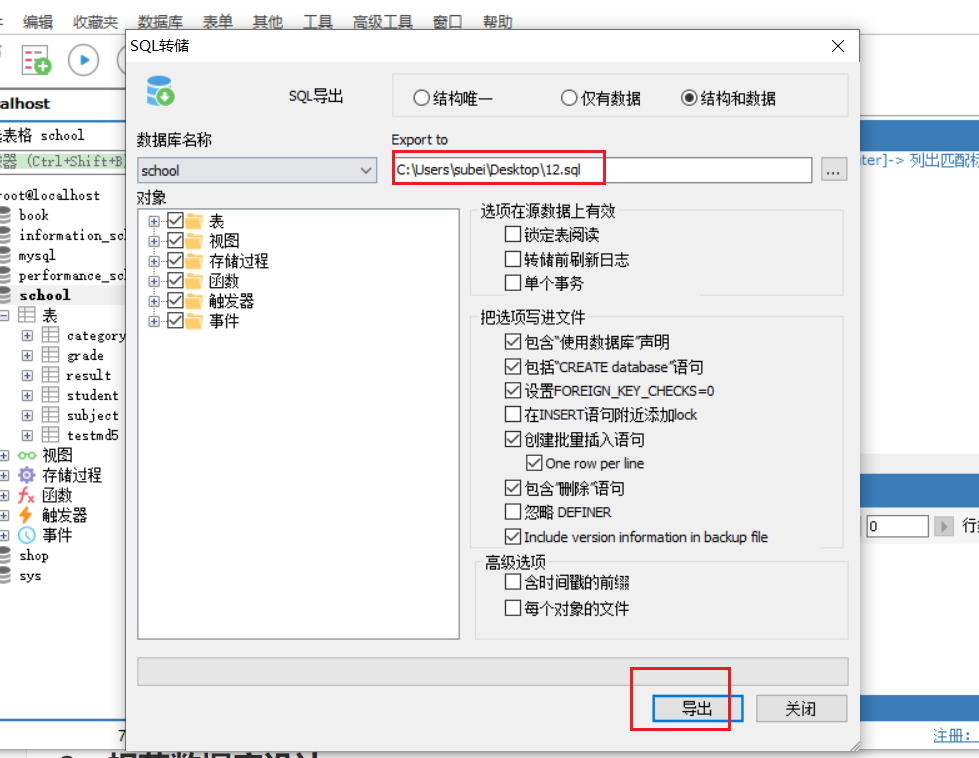 编辑 收藏夹 数据库 表单 其他 工具 高级工具 窗口 帮助
SQL转储
alhost
表格 school
器 (Ctrl+Shift+B
root@localhost
book
information_sc
mysql
performance_sc
school
表
category
grade
result
student
subject
testmd5
视图
存储过程
函数
触发器
事件
shop
sys
SQL导出
结构唯一 仅有数据 结构和数据
数据库名称
school
Export to
C:\Users\subei\Desktop\12.sql
...
对象
表
视图
存储过程
函数
触发器
事件
选项在源数据上有效
锁定表阅读
转储前刷新日志
单个事务
把选项写进文件
包含“使用数据库”声明
包括“CREATE database”语句
设置FOREIGN_KEY_CHECKS=0
在INSERT语句附近添加lock
创建批量插入语句
One row per line
包含“删除”语句
忽略 DEFINER
Include version information in backup file
高级选项
含时间戳的前缀
每个对象的文件
导出 关闭
ter]-> 列出匹配标
0 行
7
注册: